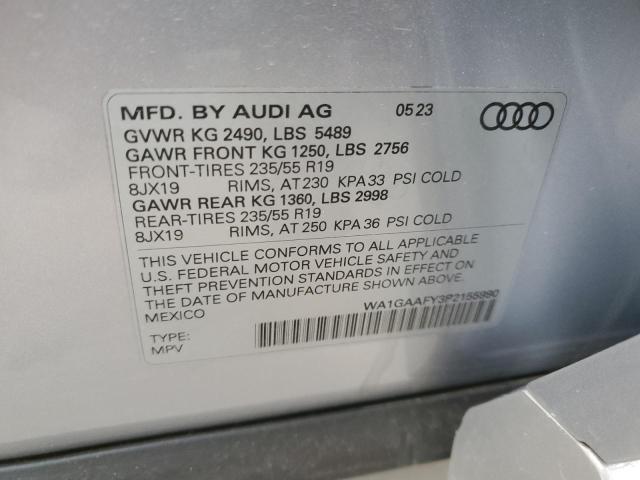 MFD. BY AUDI AG 05 23
GVWR KG 2490, LBS 5489
GAWR FRONT KG 1250, LBS 2756
FRONT-TIRES 235/55 R19
8JX19 RIMS, AT 230 KPA 33 PSI COLD
GAWR REAR KG 1360, LBS 2998
REAR-TIRES 235/55 R19
8JX19 RIMS, AT 250 KPA 36 PSI COLD
THIS VEHICLE CONFORMS TO ALL APPLICABLE
U.S. FEDERAL MOTOR VEHICLE SAFETY AND
THEFT PREVENTION STANDARDS IN EFFECT ON
THE DATE OF MANUFACTURE SHOWN ABOVE.
MEXICO
WA1GAAFY3P2155990
TYPE:
MPV